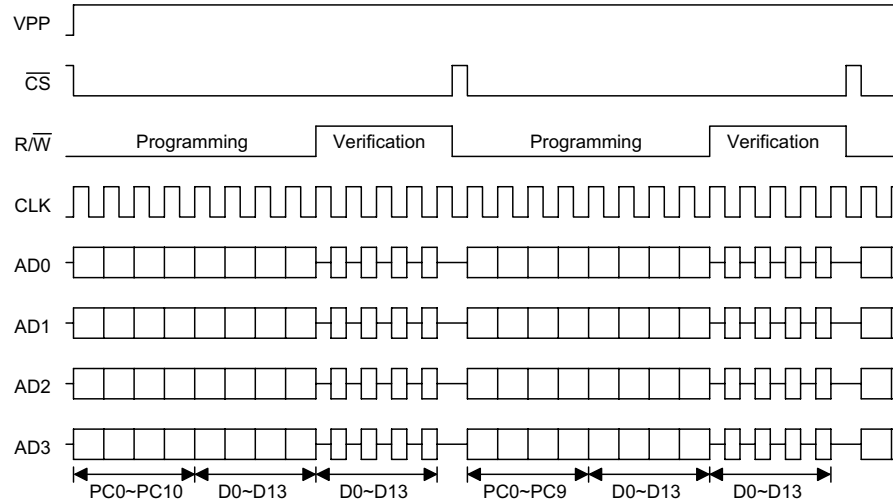 VPP
CS
R/W
Programming Verification Programming Verification
CLK
AD0
AD1
AD2
AD3
PC0~PC10 D0~D13 D0~D13 PC0~PC9 D0~D13 D0~D13